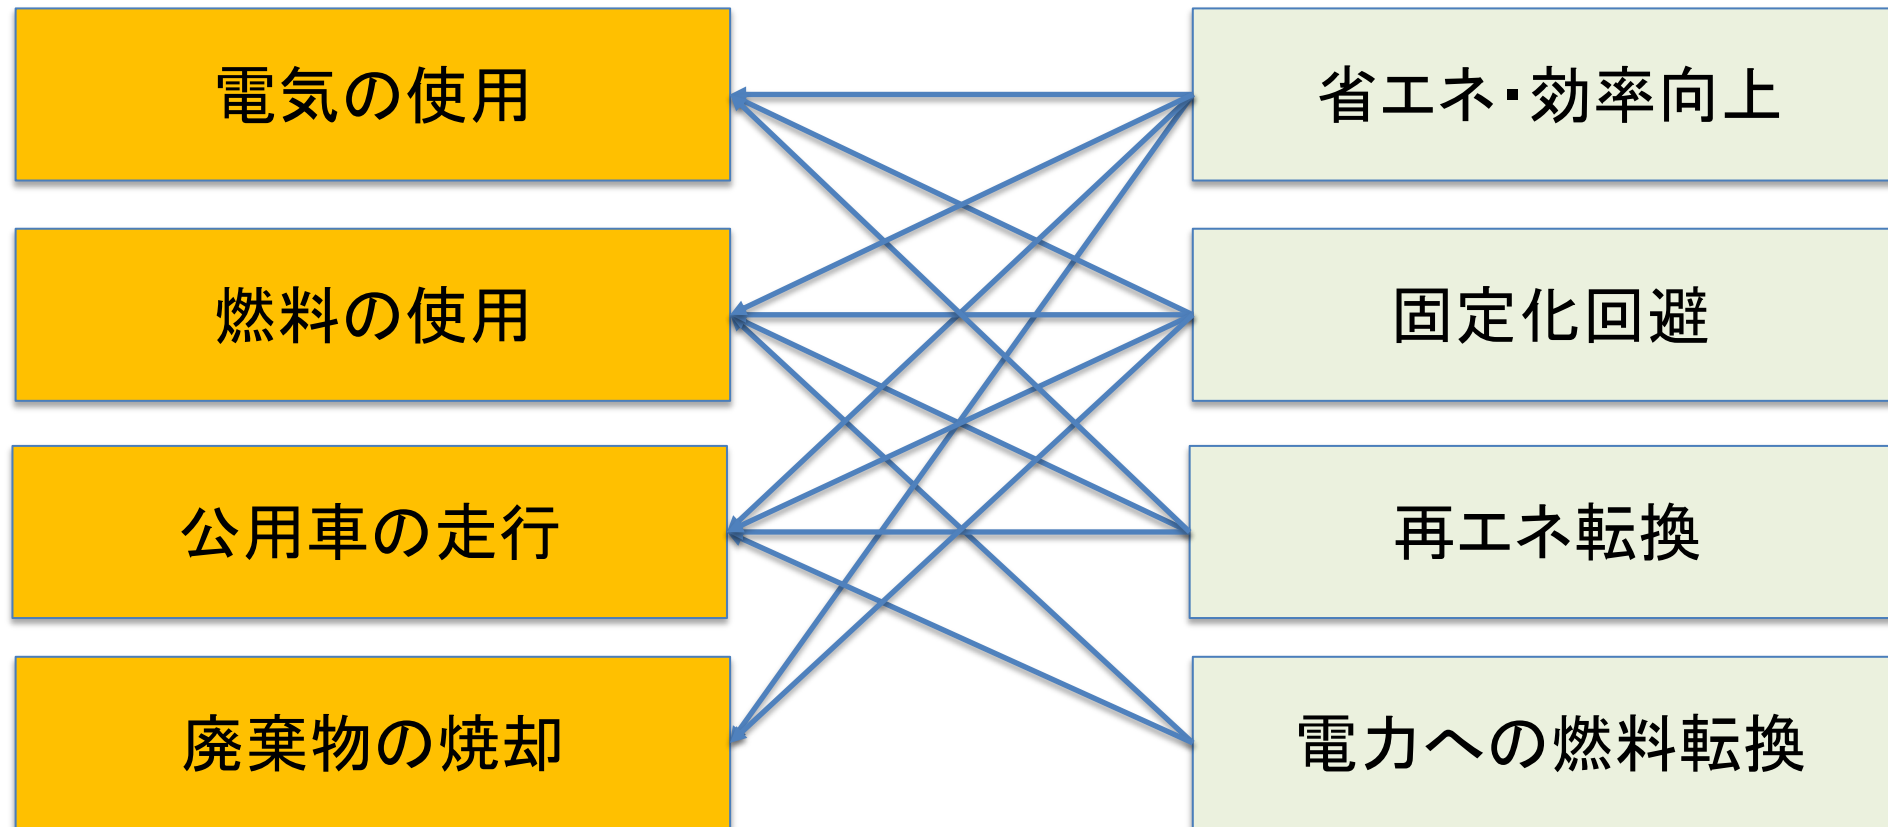 電気の使用
省エネ・効率向上
燃料の使用
固定化回避
公用車の走行
再エネ転換
廃棄物の焼却
電力への燃料転換